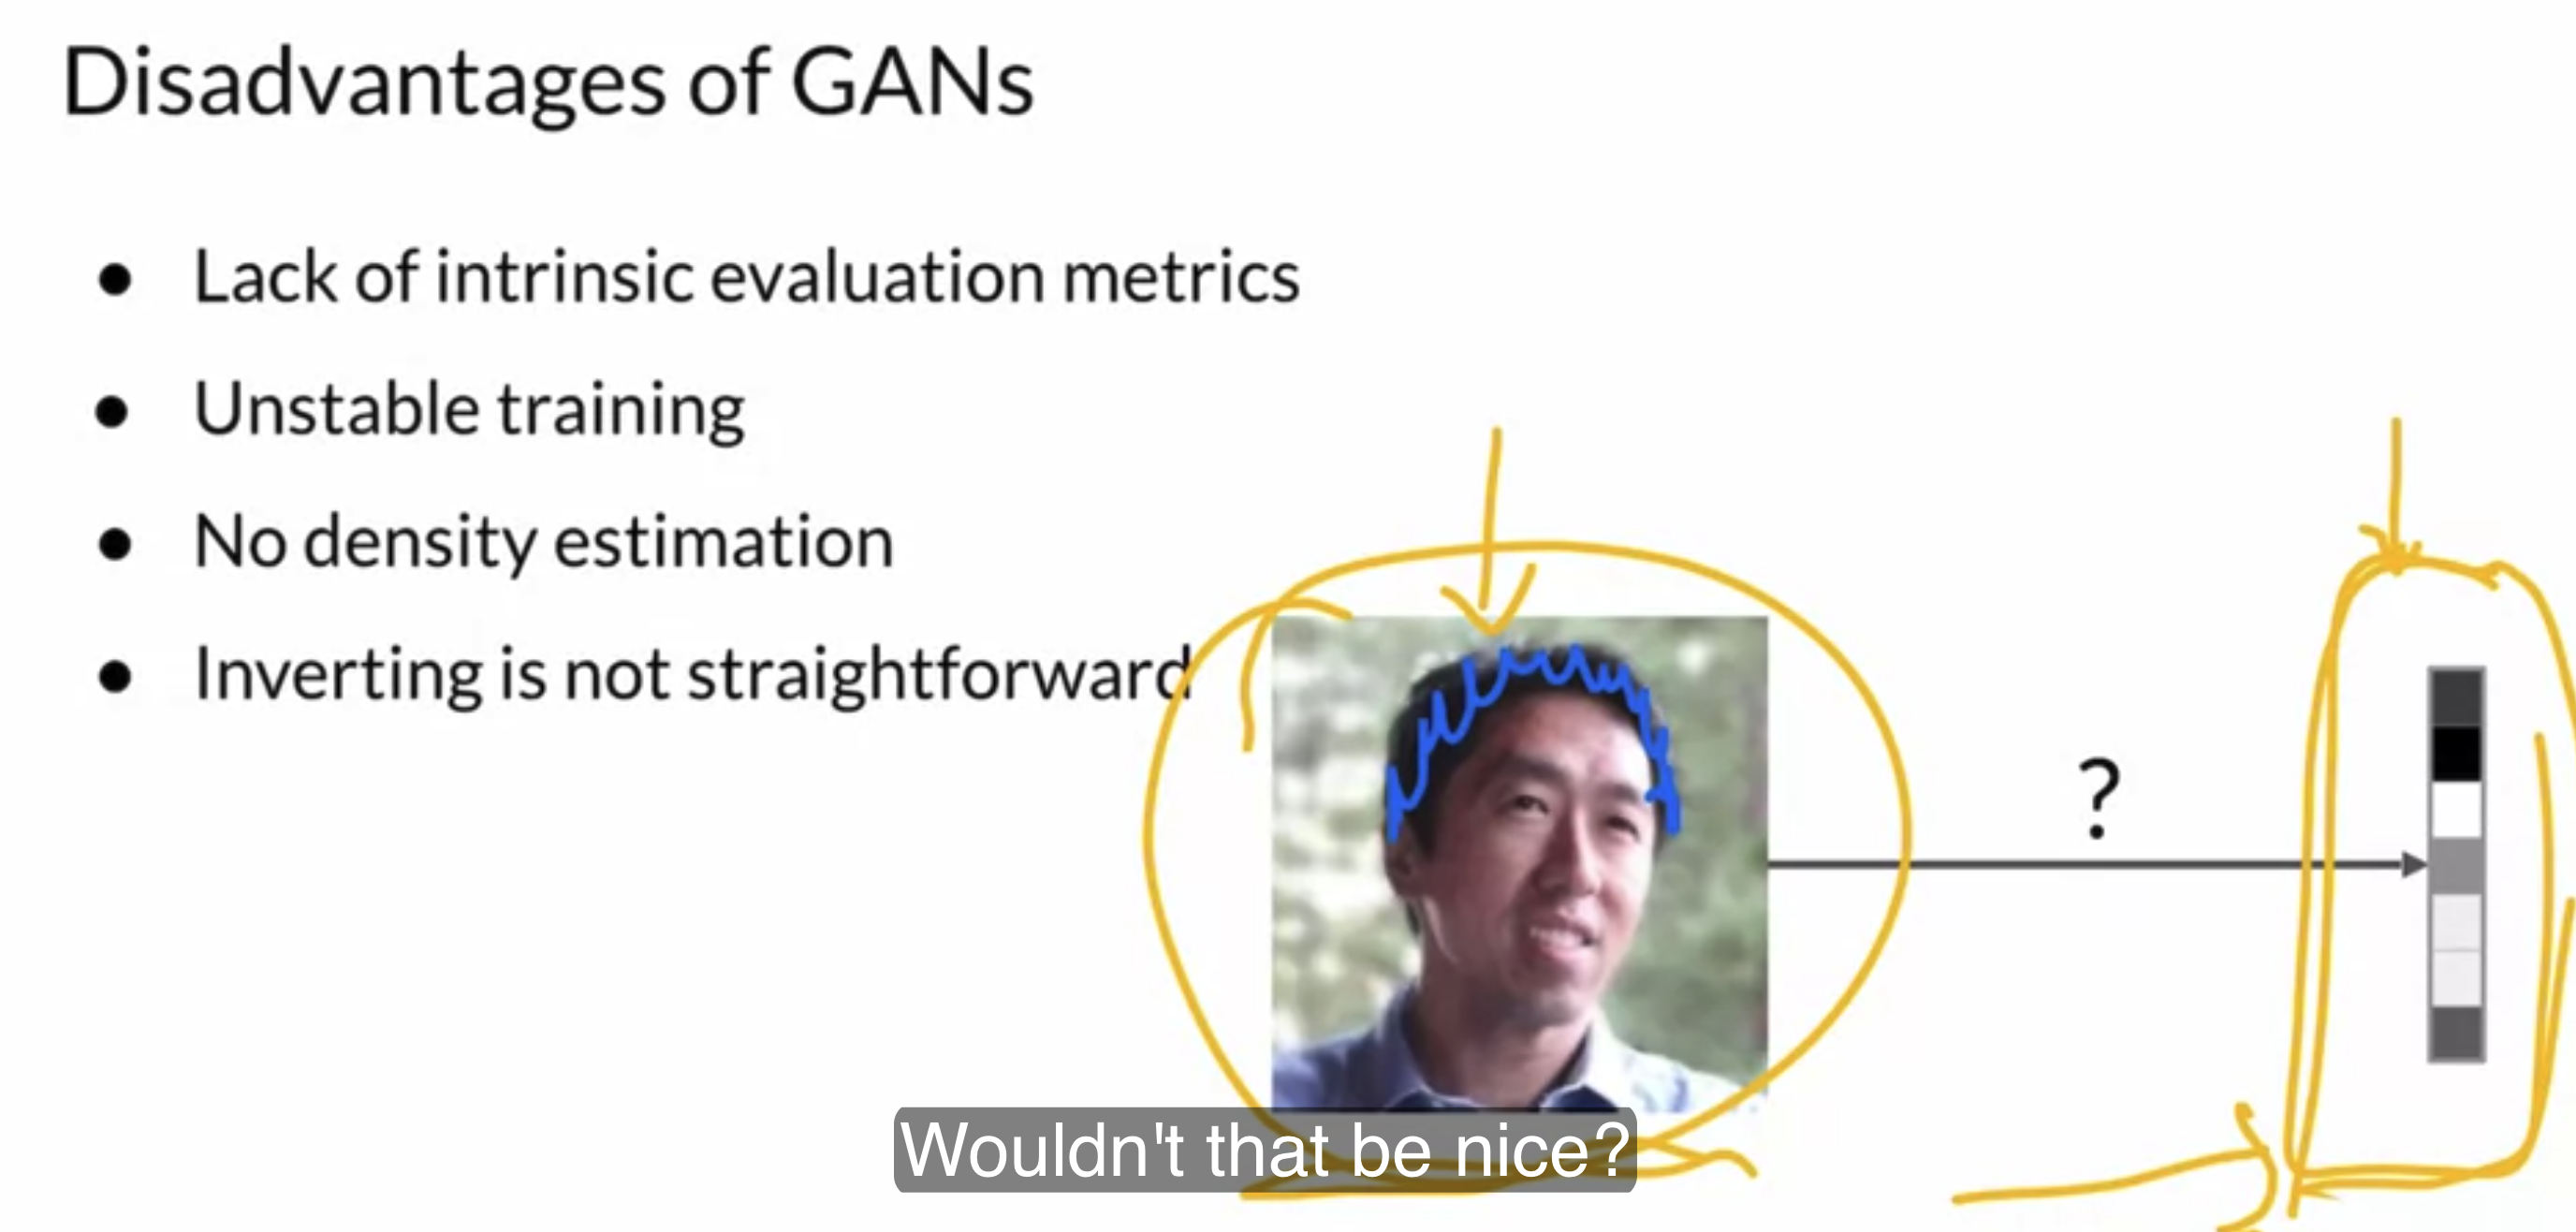 Disadvantages of GANs
● Lack of intrinsic evaluation metrics
● Unstable training
● No density estimation
● Inverting is not straightforward
?
Wouldn't that be nice?